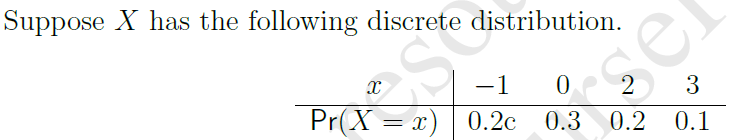 Suppose X has the following discrete distribution.
x −1 0 2 3
Pr(X = x) 0.2c 0.3 0.2 0.1